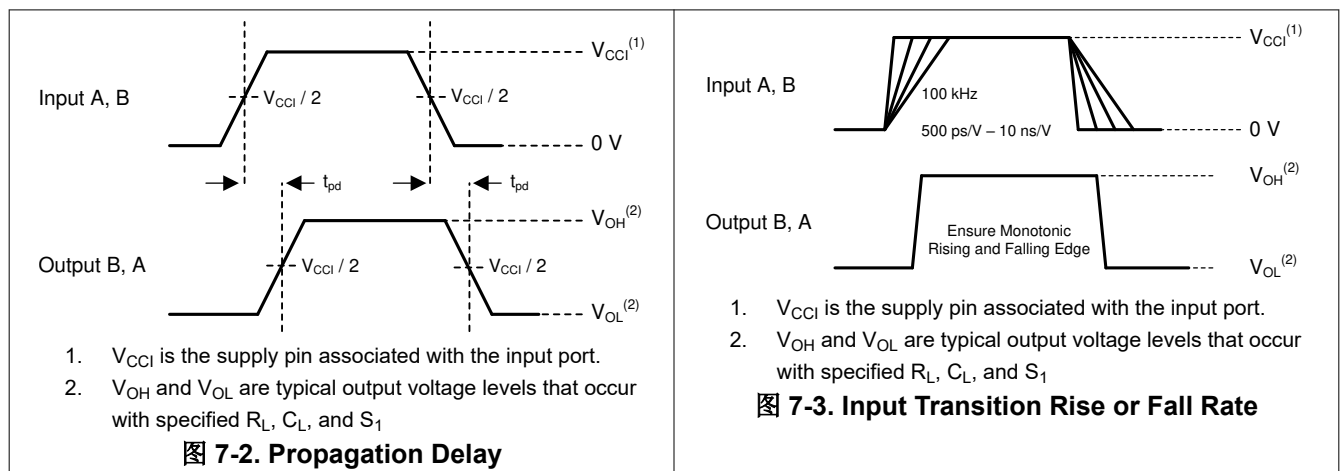 V_CCI(1)
Input A, B
V_CCI / 2
V_CCI / 2
0 V
t_pd
t_pd
V_OH(2)
Output B, A
V_CCI / 2
V_CCI / 2
V_OL(2)
1. V_CCI is the supply pin associated with the input port.
2. V_OH and V_OL are typical output voltage levels that occur
with specified R_L, C_L, and S_1
图 7-2. Propagation Delay
V_CCI(1)
Input A, B
100 kHz
500 ps/V – 10 ns/V
0 V
V_OH(2)
Output B, A
Ensure Monotonic
Rising and Falling Edge
V_OL(2)
1. V_CCI is the supply pin associated with the input port.
2. V_OH and V_OL are typical output voltage levels that occur
with specified R_L, C_L, and S_1
图 7-3. Input Transition Rise or Fall Rate